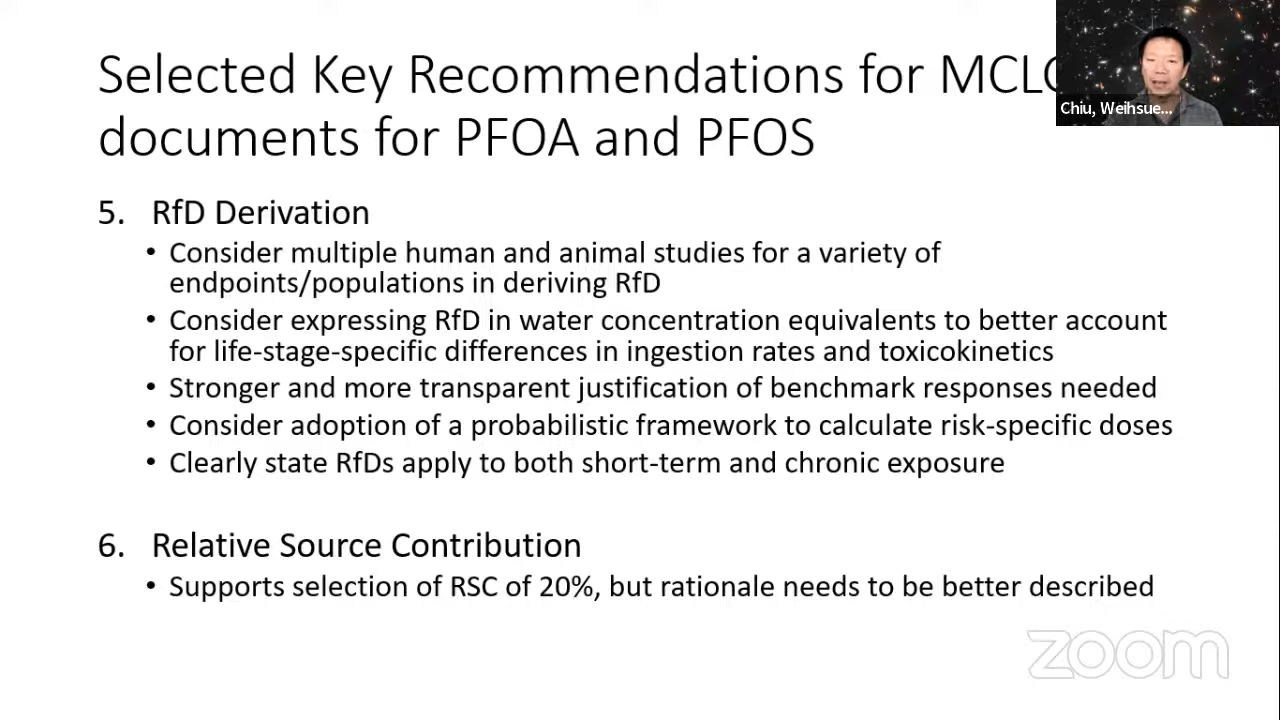 Selected Key Recommendations for MCLG
documents for PFOA and PFOS
Chiu, Weihsue...
5. RfD Derivation
• Consider multiple human and animal studies for a variety of
endpoints/populations in deriving RfD
• Consider expressing RfD in water concentration equivalents to better account
for life-stage-specific differences in ingestion rates and toxicokinetics
• Stronger and more transparent justification of benchmark responses needed
• Consider adoption of a probabilistic framework to calculate risk-specific doses
• Clearly state RfDs apply to both short-term and chronic exposure
6. Relative Source Contribution
• Supports selection of RSC of 20%, but rationale needs to be better described
zoom